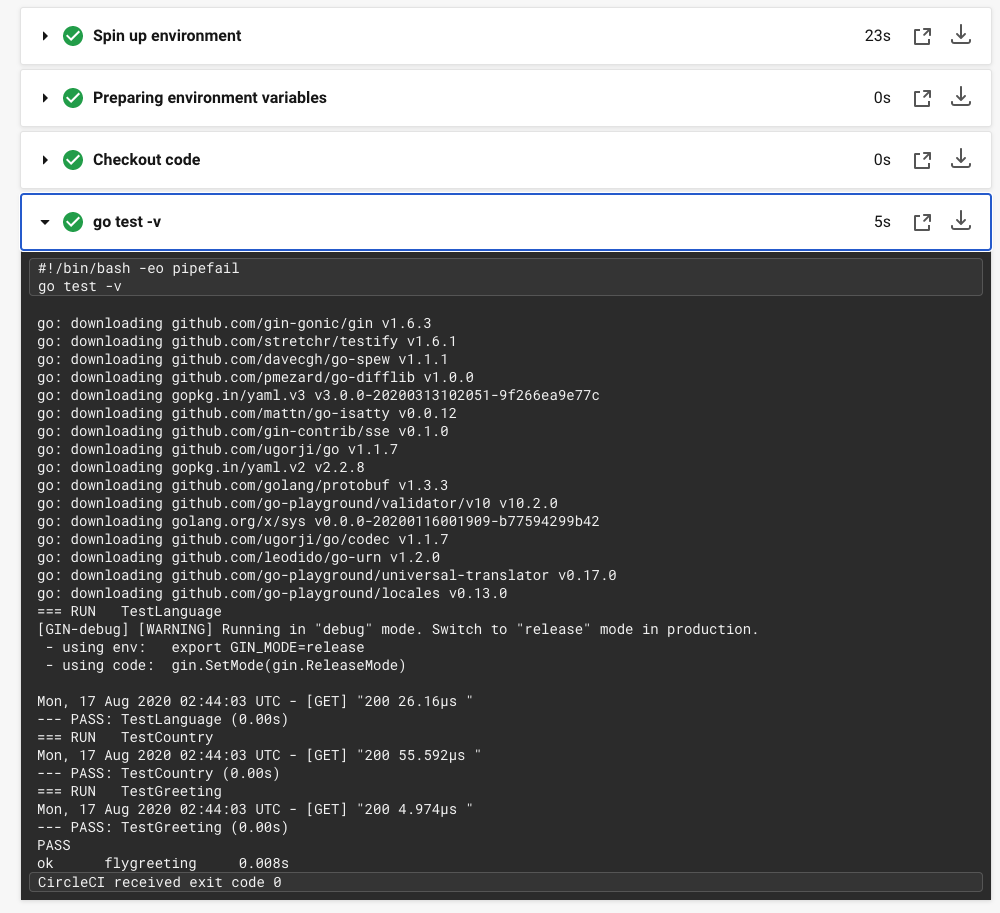 Spin up environment 23s
Preparing environment variables 0s
Checkout code 0s
go test -v 5s
#!/bin/bash -eo pipefail
go test -v
go: downloading github.com/gin-gonic/gin v1.6.3
go: downloading github.com/stretchr/testify v1.6.1
go: downloading github.com/davecgh/go-spew v1.1.1
go: downloading github.com/pmezard/go-difflib v1.0.0
go: downloading gopkg.in/yaml.v3 v3.0.0-20200313102051-9f266ea9e77c
go: downloading github.com/mattn/go-isatty v0.0.12
go: downloading github.com/gin-contrib/sse v0.1.0
go: downloading github.com/ugorji/go v1.1.7
go: downloading gopkg.in/yaml.v2 v2.2.8
go: downloading github.com/golang/protobuf v1.3.3
go: downloading github.com/go-playground/validator/v10 v10.2.0
go: downloading golang.org/x/sys v0.0.0-20200116001909-b77594299b42
go: downloading github.com/ugorji/go/codec v1.1.7
go: downloading github.com/leodido/go-urn v1.2.0
go: downloading github.com/go-playground/universal-translator v0.17.0
go: downloading github.com/go-playground/locales v0.13.0
=== RUN   TestLanguage
[GIN-debug] [WARNING] Running in "debug" mode. Switch to "release" mode in production.
 - using env:   export GIN_MODE=release
 - using code:  gin.SetMode(gin.ReleaseMode)
Mon, 17 Aug 2020 02:44:03 UTC - [GET] "200 26.16µs "
--- PASS: TestLanguage (0.00s)
=== RUN   TestCountry
Mon, 17 Aug 2020 02:44:03 UTC - [GET] "200 55.592µs "
--- PASS: TestCountry (0.00s)
=== RUN   TestGreeting
Mon, 17 Aug 2020 02:44:03 UTC - [GET] "200 4.974µs "
--- PASS: TestGreeting (0.00s)
PASS
ok      flygreeting     0.008s
CircleCI received exit code 0